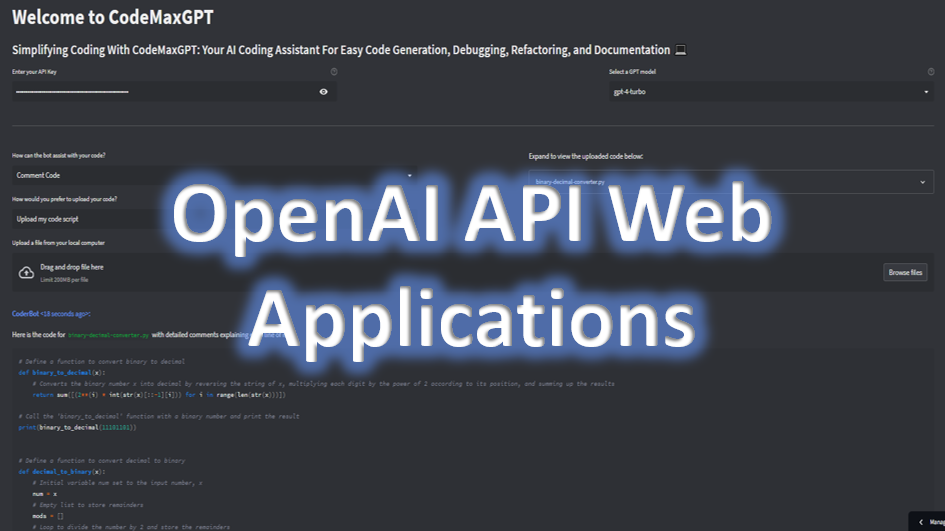 Welcome to CodeMaxGPT
Simplifying Coding With CodeMaxGPT: Your AI Coding Assistant For Easy Code Generation, Debugging, Refactoring, and Documentation
Enter your API Key
Select a GPT model
gpt-4-turbo
How can the bot assist with your code?
Expand to view the uploaded code below:
Comment Code
binary-decimal-converter.py
How would you prefer to upload your code?
Upload my code script
OpenAI API Web
Applications
Upload a file from your local computer
Drag and drop file here
Limit 200MB per file
Browse files
CoderBot <18 seconds ago>:
Here is the code for binary-decimal-converter.py with detailed comments explaining
# Define a function to convert binary to decimal
def binary_to_decimal(x):
# Converts the binary number x into decimal by reversing the string of x, multiplying each digit by the power of 2 according to its position, and summing up the results
return sum([(2**(i) * int(str(x)[::-1][i])) for i in range(len(str(x)))])
# Call the 'binary_to_decimal' function with a binary number and print the result
print(binary_to_decimal(11101101))
# Define a function to convert decimal to binary
def decimal_to_binary(x):
# Initial variable num set to the input number, x
num = x
# Empty list to store remainders
mods = []
# Loop to divide the number by 2 and store the remainders